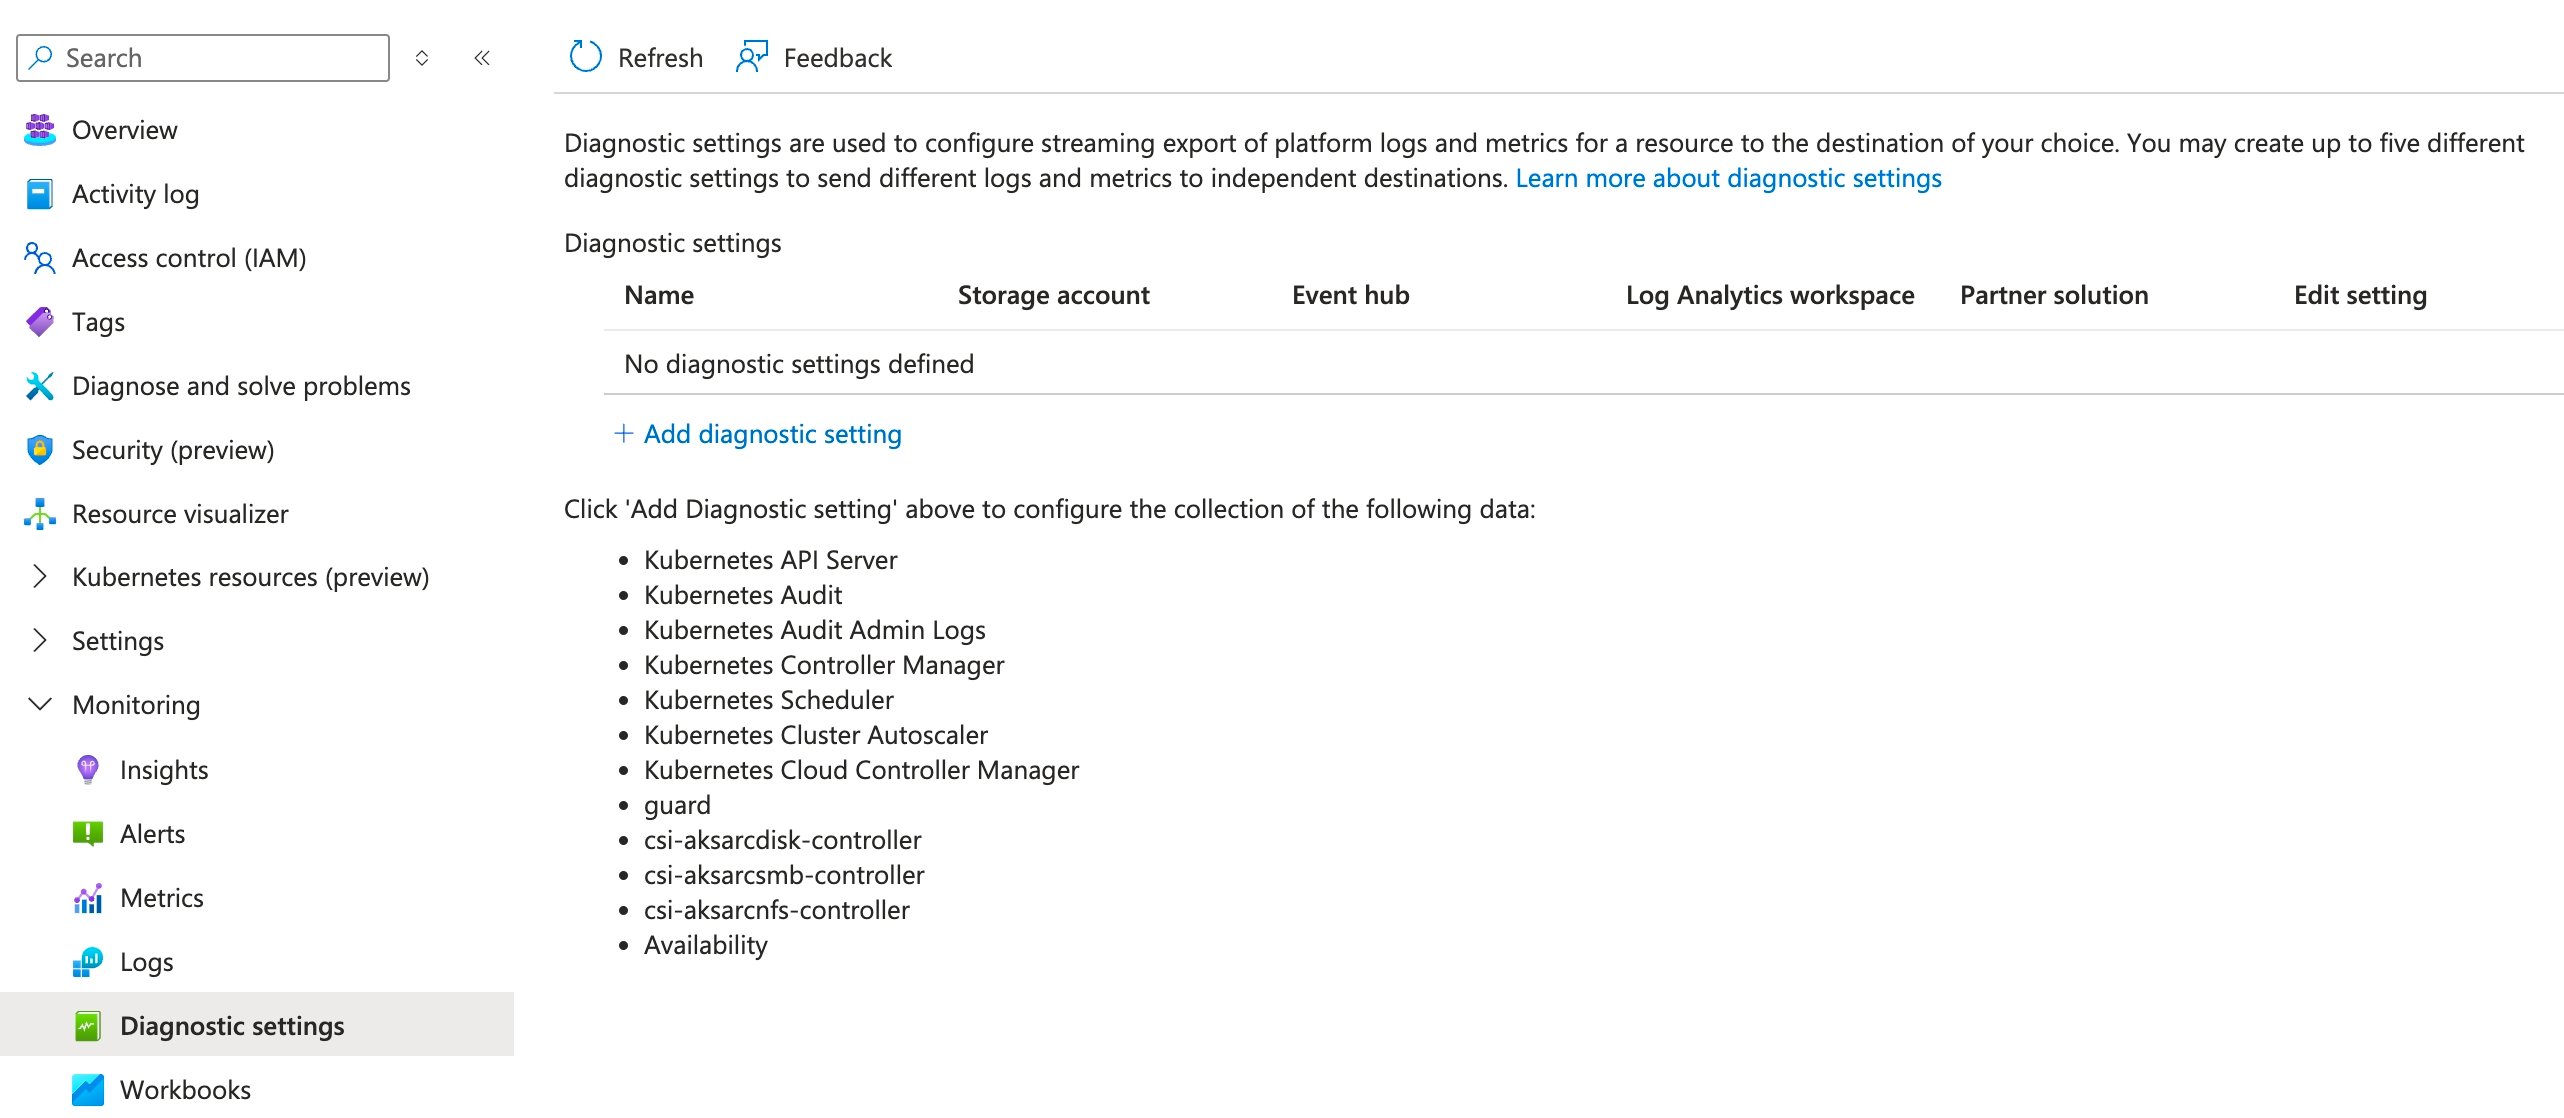 Search
Overview
Activity log
Access control (IAM)
Tags
Diagnose and solve problems
Security (preview)
Resource visualizer
Kubernetes resources (preview)
Settings
Monitoring
Insights
Alerts
Metrics
Logs
Diagnostic settings
Workbooks
Refresh Feedback
Diagnostic settings are used to configure streaming export of platform logs and metrics for a resource to the destination of your choice. You may create up to five different
diagnostic settings to send different logs and metrics to independent destinations. Learn more about diagnostic settings
Diagnostic settings
Name Storage account Event hub Log Analytics workspace Partner solution Edit setting
No diagnostic settings defined
+ Add diagnostic setting
Click 'Add Diagnostic setting' above to configure the collection of the following data:
• Kubernetes API Server
• Kubernetes Audit
• Kubernetes Audit Admin Logs
• Kubernetes Controller Manager
• Kubernetes Scheduler
• Kubernetes Cluster Autoscaler
• Kubernetes Cloud Controller Manager
• guard
• csi-aksarcdisk-controller
• csi-aksarcsmb-controller
• csi-aksarcnfs-controller
• Availability